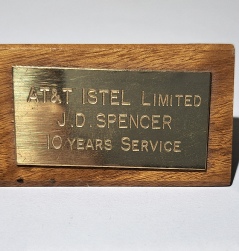 AT&T ISTEL LIMITED
J.D. SPENCER
10 YEARS SERVICE